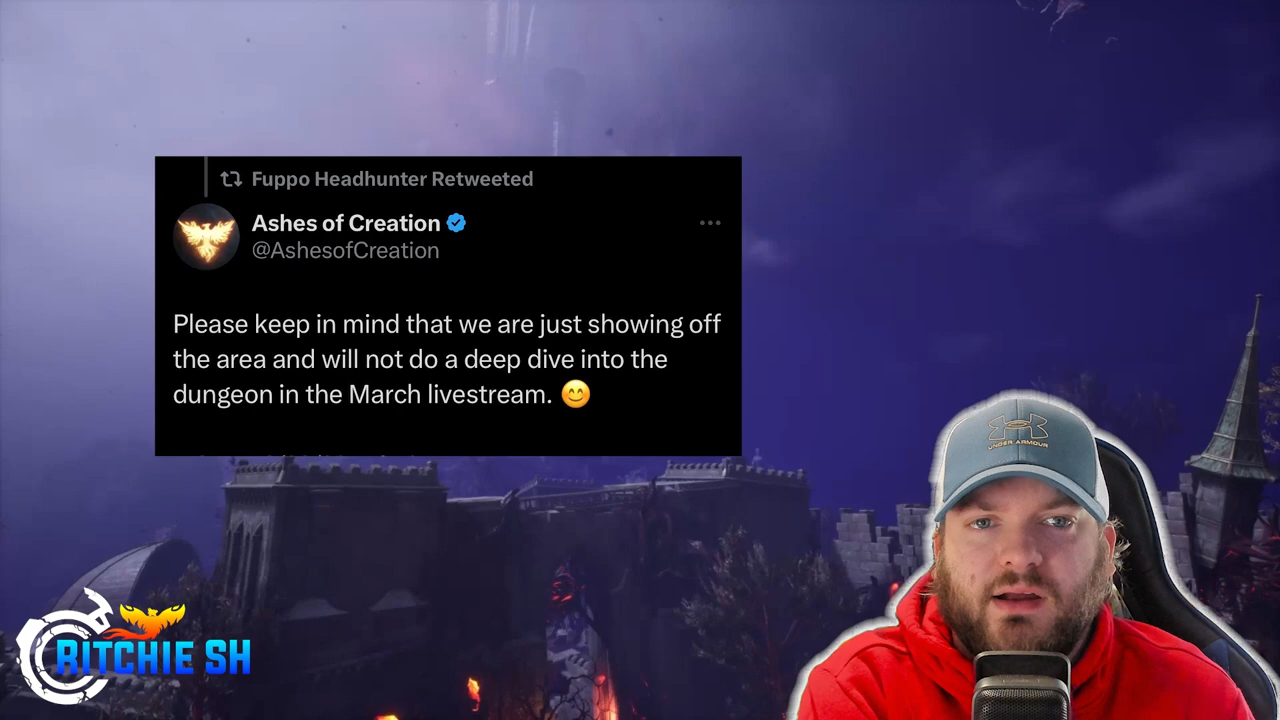 Fuppo Headhunter Retweeted
Ashes of Creation
@AshesofCreation
Please keep in mind that we are just showing off
the area and will not do a deep dive into the
dungeon in the March livestream. 😊
UNDER ARMOUR
RITCHIE SH